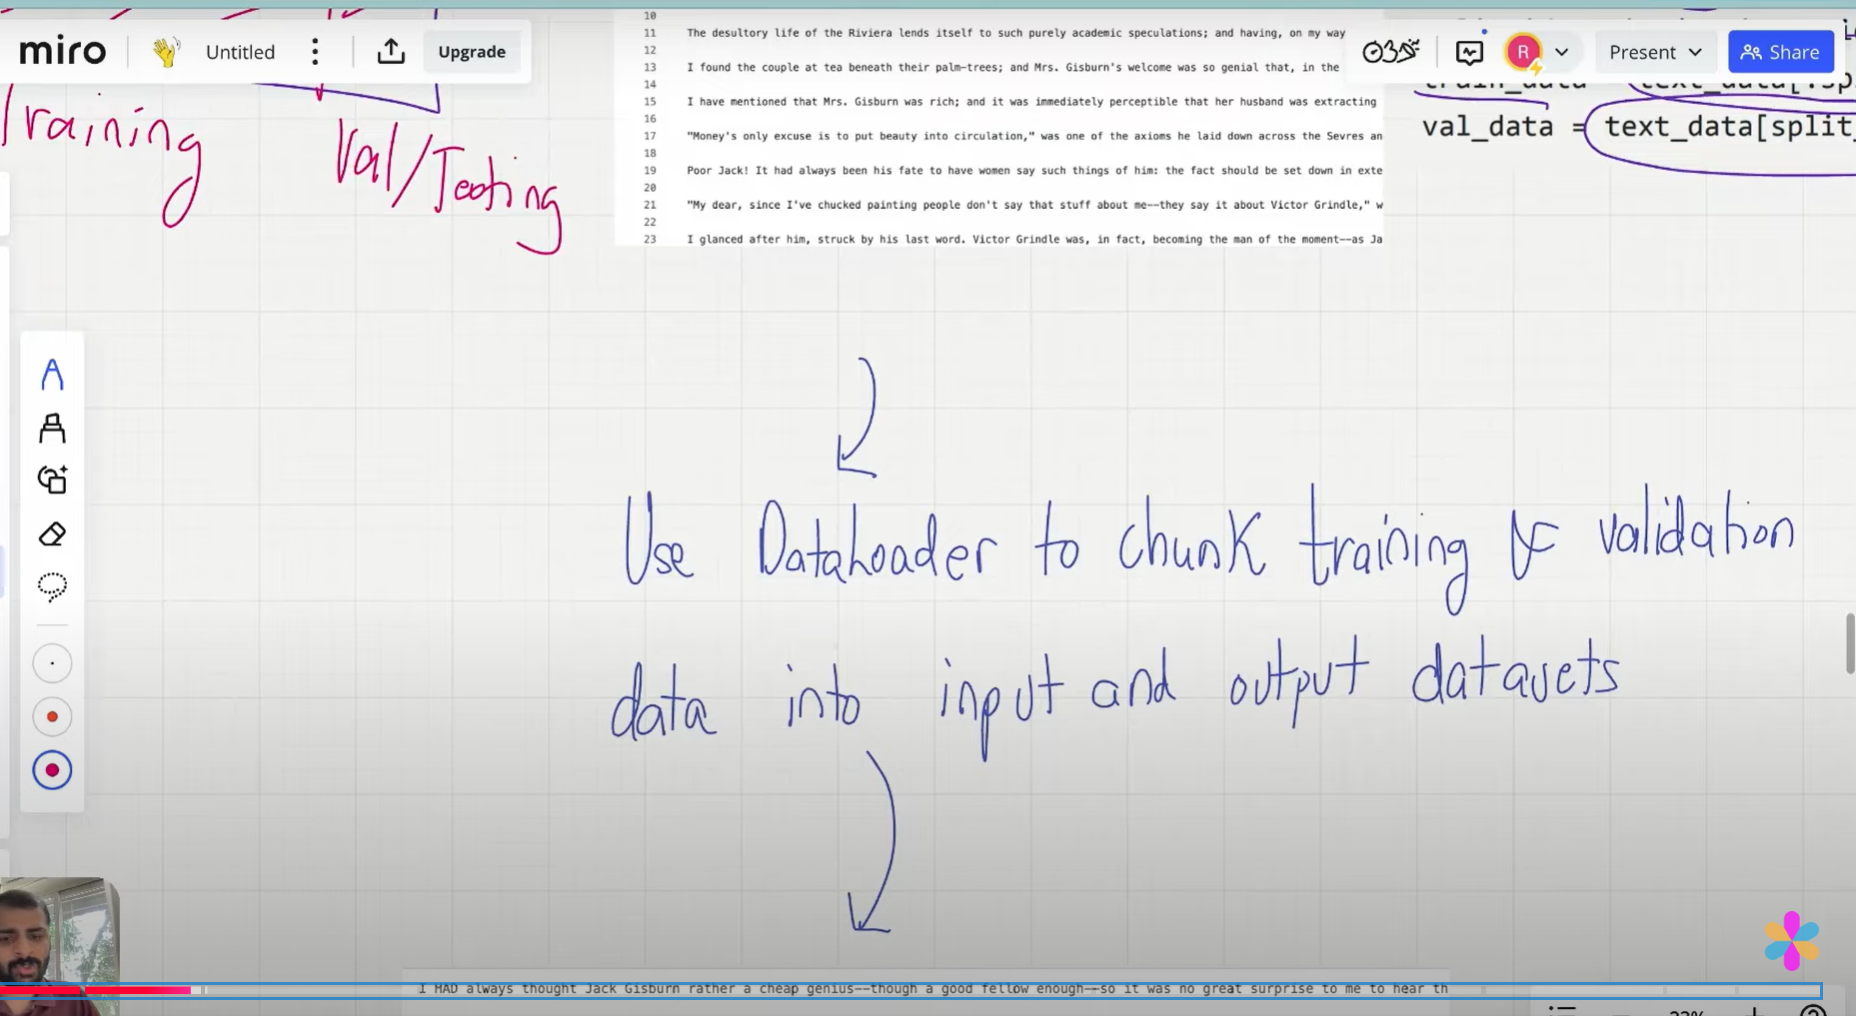 10
miro Untitled Upgrade
11 The desultory life of the Riviera lends itself to such purely academic speculations; and having, on my way
12
13 I found the couple at tea beneath their palm-trees; and Mrs. Gisburn's welcome was so genial that, in the
R Present Share
14
train_data text_data[:sp
15 I have mentioned that Mrs. Gisburn was rich; and it was immediately perceptible that her husband was extracting
16
17 "Money's only excuse is to put beauty into circulation," was one of the axioms he laid down across the Sevres an
val_data = text_data[split_
Training
Val/Testing
18
19 Poor Jack! It had always been his fate to have women say such things of him: the fact should be set down in exte
20
21 "My dear, since I've chucked painting people don't say that stuff about me--they say it about Victor Grindle," w
22
23 I glanced after him, struck by his last word. Victor Grindle was, in fact, becoming the man of the moment--as Ja
Use DataLoader to chunk training & validation
data into input and output datasets
I HAD always thought Jack Gisburn rather a cheap genius--though a good fellow enough--so it was no great surprise to me to hear th